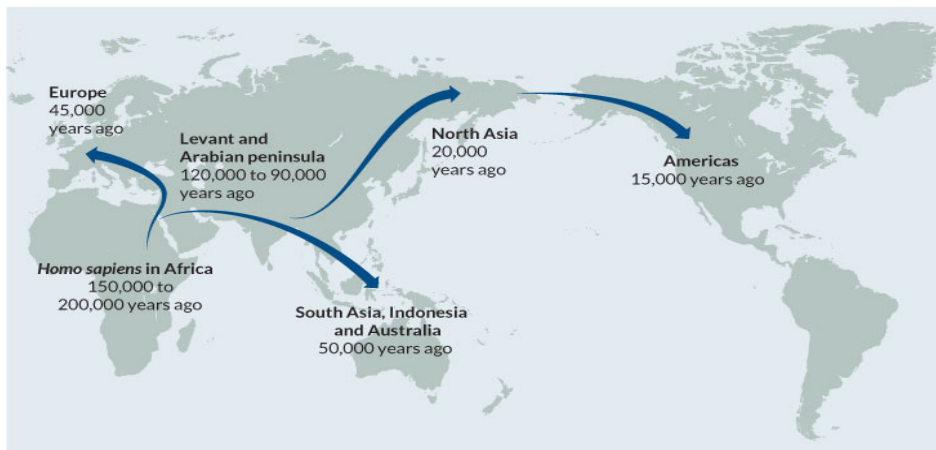 Europe
45,000
years ago
Levant and
Arabian peninsula
120,000 to 90,000
years ago
North Asia
20,000
years ago
Americas
15,000 years ago
Homo sapiens in Africa
150,000 to
200,000 years ago
South Asia, Indonesia
and Australia
50,000 years ago